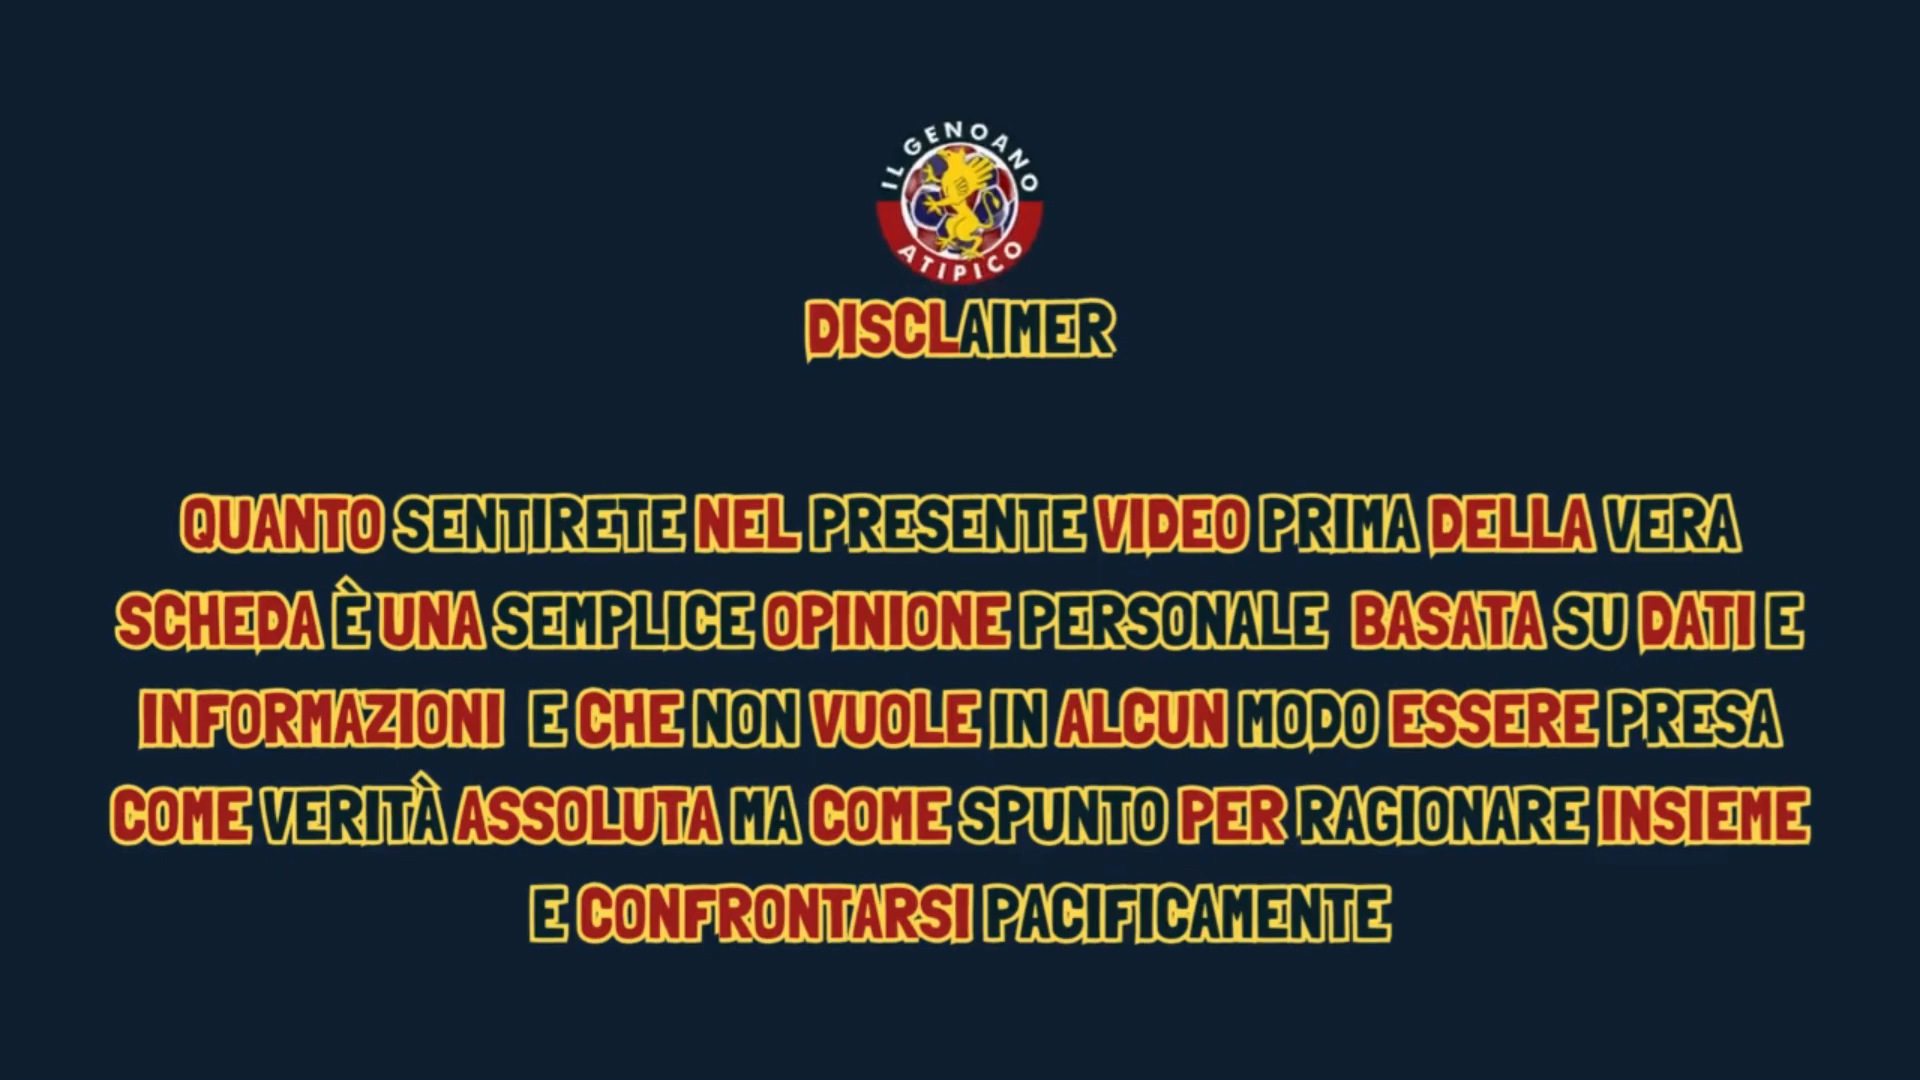 IL GENOANO
ATIPICO
DISCLAIMER
QUANTO SENTIRETE NEL PRESENTE VIDEO PRIMA DELLA VERA
SCHEDA È UNA SEMPLICE OPINIONE PERSONALE BASATA SU DATI E
INFORMAZIONI E CHE NON VUOLE IN ALCUN MODO ESSERE PRESA
COME VERITÀ ASSOLUTA MA COME SPUNTO PER RAGIONARE INSIEME
E CONFRONTARSI PACIFICAMENTE